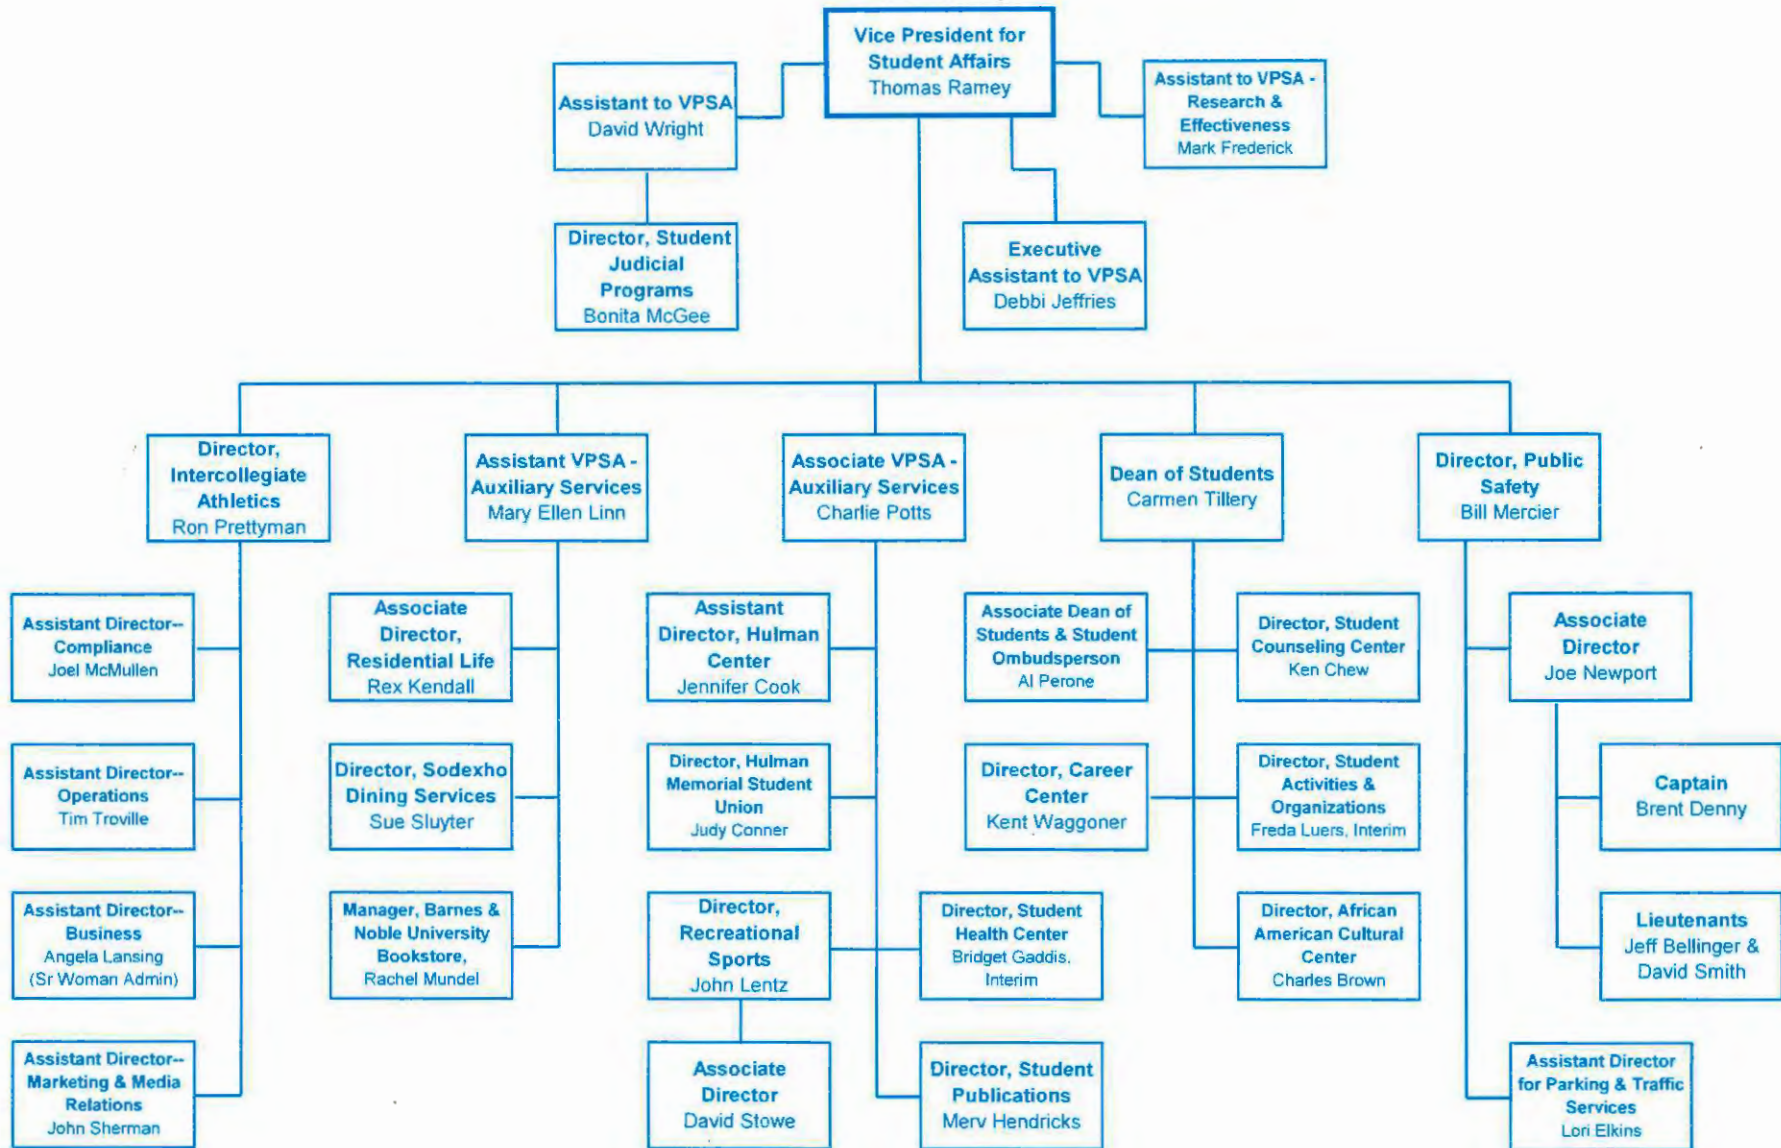 Vice President for
Student Affairs
Thomas Ramey
Assistant to VPSA
David Wright
Assistant to VPSA -
Research &
Effectiveness
Mark Frederick
Director, Student
Judicial
Programs
Bonita McGee
Executive
Assistant to VPSA
Debbi Jeffries
Director,
Intercollegiate
Athletics
Ron Prettyman
Assistant VPSA -
Auxiliary Services
Mary Ellen Linn
Associate VPSA -
Auxiliary Services
Charlie Potts
Dean of Students
Carmen Tillery
Director, Public
Safety
Bill Mercier
Assistant Director--
Compliance
Joel McMullen
Associate
Director,
Residential Life
Rex Kendall
Assistant
Director, Hulman
Center
Jennifer Cook
Associate Dean of
Students & Student
Ombudsperson
Al Perone
Director, Student
Counseling Center
Ken Chew
Associate
Director
Joe Newport
Assistant Director--
Operations
Tim Troville
Director, Sodexho
Dining Services
Sue Sluyter
Director, Hulman
Memorial Student
Union
Judy Conner
Director, Career
Center
Kent Waggoner
Director, Student
Activities &
Organizations
Freda Luers, Interim
Captain
Brent Denny
Assistant Director--
Business
Angela Lansing
(Sr Woman Admin)
Manager, Barnes &
Noble University
Bookstore,
Rachel Mundel
Director,
Recreational
Sports
John Lentz
Director, Student
Health Center
Bridget Gaddis,
Interim
Director, African
American Cultural
Center
Charles Brown
Lieutenants
Jeff Bellinger &
David Smith
Assistant Director--
Marketing & Media
Relations
John Sherman
Associate
Director
David Stowe
Director, Student
Publications
Merv Hendricks
Assistant Director
for Parking & Traffic
Services
Lori Elkins